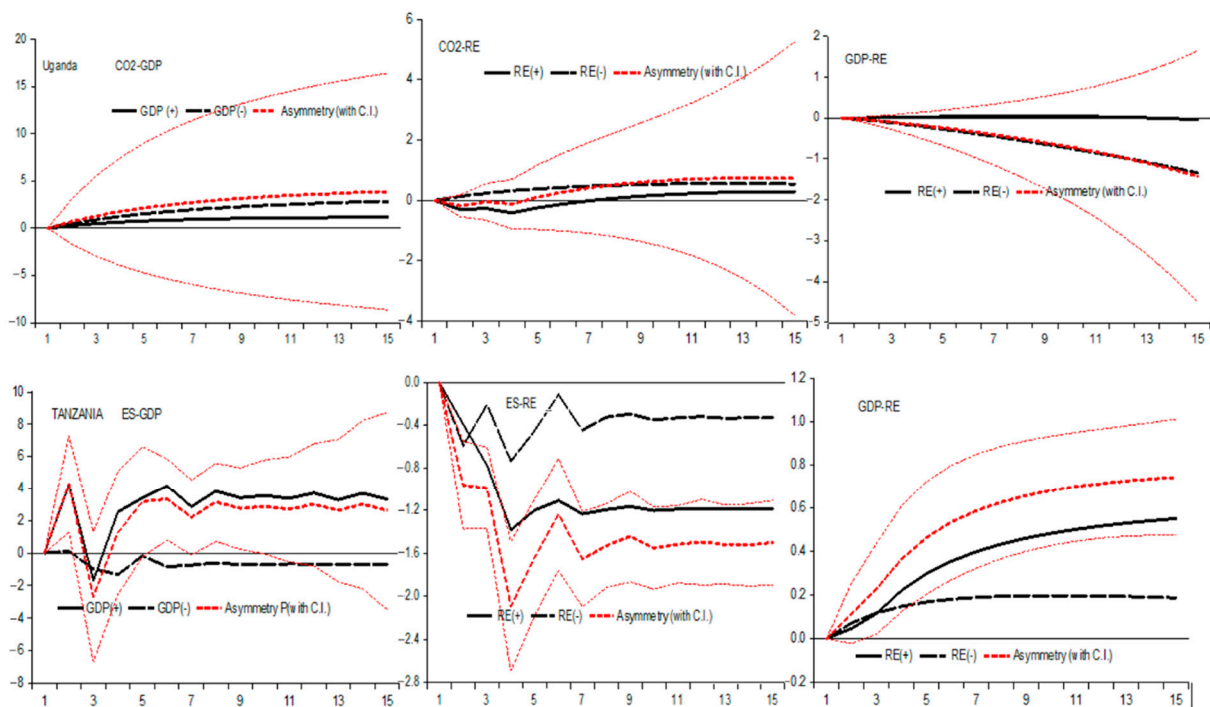 Uganda CO2-GDP
GDP (+) GDP(-) Asymmetry (with C.I.)
20
15
10
5
0
−5
−10
1 3 5 7 9 11 13 15
CO2-RE
RE(+) RE(-) Asymmetry (with C.I.)
6
4
2
0
−2
−4
1 3 5 7 9 11 13 15
GDP-RE
2
1
0
−1
−2
−3
−4
−5
RE(+) RE(-) Asymmetry (with C.I.)
1 3 5 7 9 11 13 15
TANZANIA ES-GDP
10
8
6
4
2
0
−2
−4
−6
−8
GDP(+) GDP(-) Asymmetry P(with C.I.)
1 3 5 7 9 11 13 15
ES-RE
0.0
−0.4
−0.8
−1.2
−1.6
−2.0
−2.4
−2.8
RE(+) RE(-) Asymmetry (with C.I.)
1 3 5 7 9 11 13 15
GDP-RE
1.2
1.0
0.8
0.6
0.4
0.2
0.0
−0.2
RE(+) RE(-) Asymmetry (with C.I.)
1 3 5 7 9 11 13 15